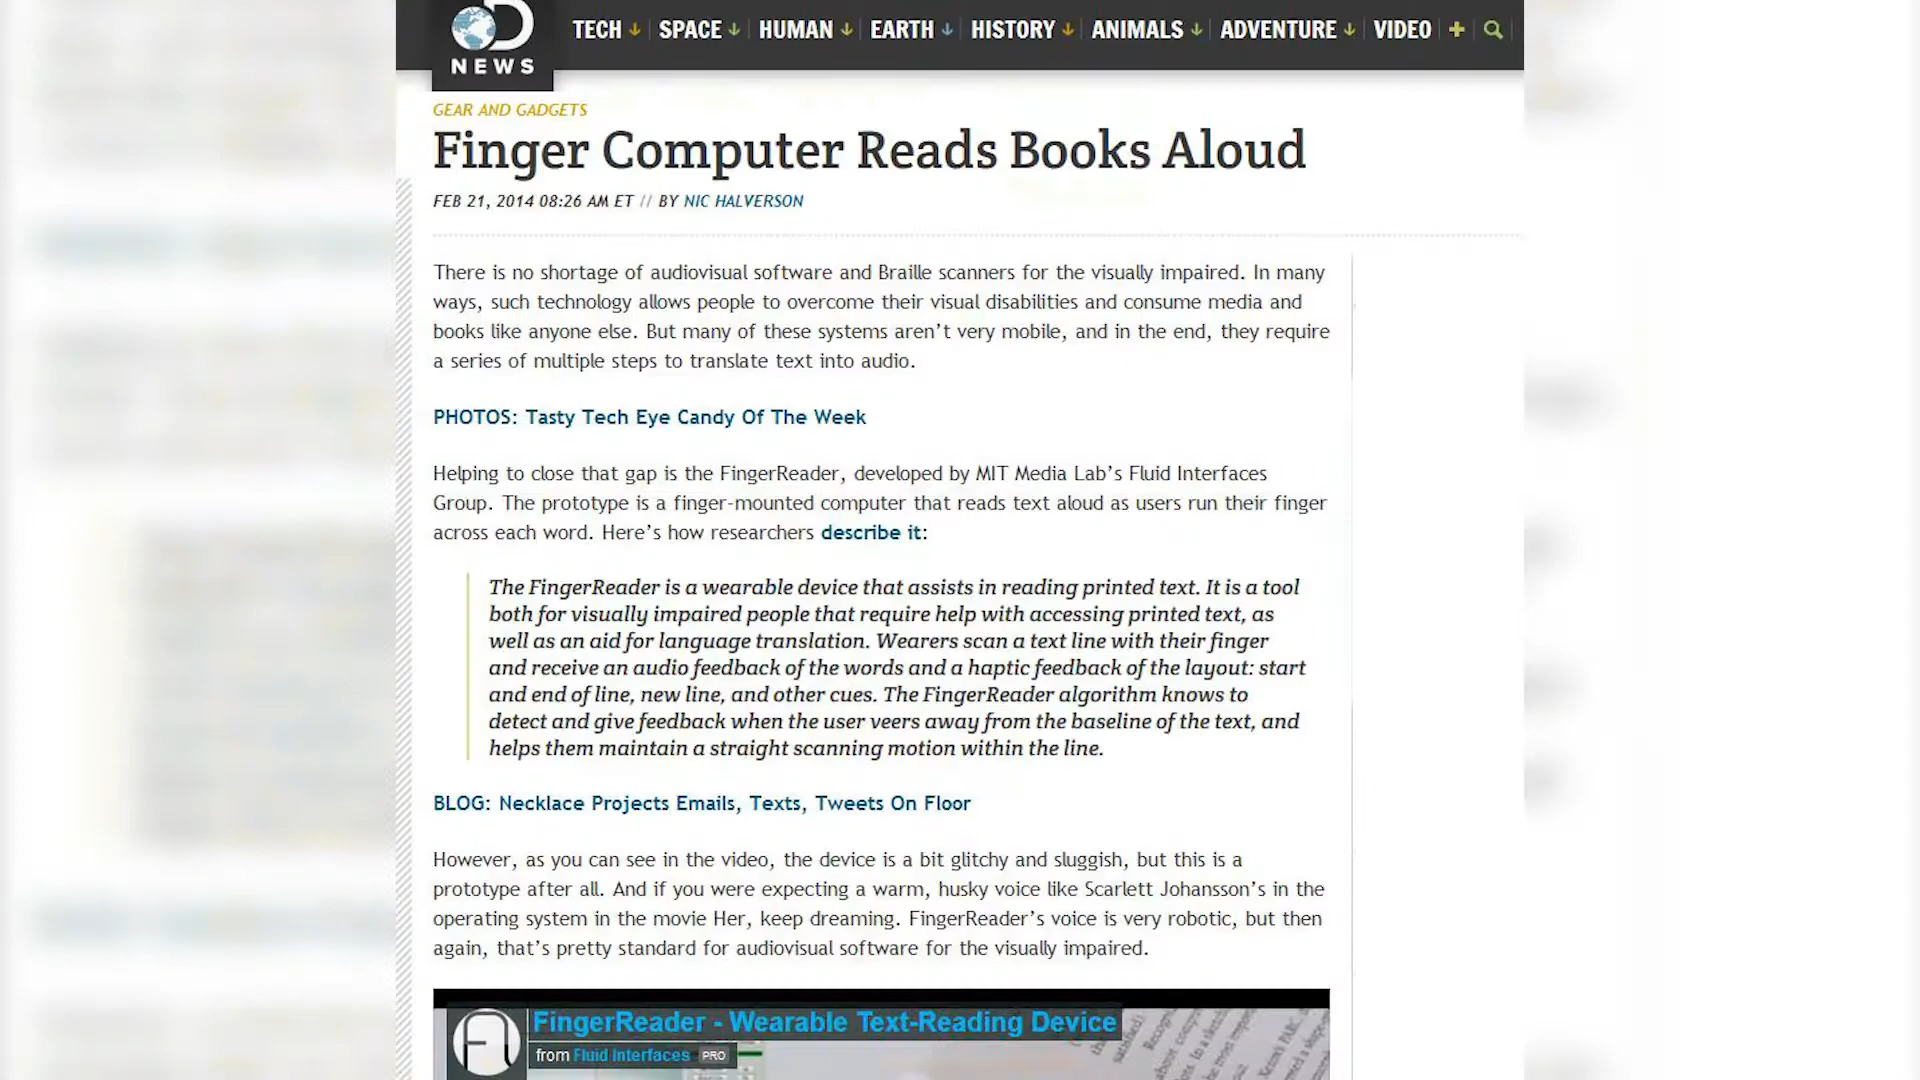 TECH SPACE HUMAN EARTH HISTORY ANIMALS ADVENTURE VIDEO
D
NEWS
GEAR AND GADGETS
Finger Computer Reads Books Aloud
FEB 21, 2014 08:26 AM ET // BY NIC HALVERSON
There is no shortage of audiovisual software and Braille scanners for the visually impaired. In many
ways, such technology allows people to overcome their visual disabilities and consume media and
books like anyone else. But many of these systems aren't very mobile, and in the end, they require
a series of multiple steps to translate text into audio.
PHOTOS: Tasty Tech Eye Candy Of The Week
Helping to close that gap is the FingerReader, developed by MIT Media Lab's Fluid Interfaces
Group. The prototype is a finger-mounted computer that reads text aloud as users run their finger
across each word. Here's how researchers describe it:
The FingerReader is a wearable device that assists in reading printed text. It is a tool
both for visually impaired people that require help with accessing printed text, as
well as an aid for language translation. Wearers scan a text line with their finger
and receive an audio feedback of the words and a haptic feedback of the layout: start
and end of line, new line, and other cues. The FingerReader algorithm knows to
detect and give feedback when the user veers away from the baseline of the text, and
helps them maintain a straight scanning motion within the line.
BLOG: Necklace Projects Emails, Texts, Tweets On Floor
However, as you can see in the video, the device is a bit glitchy and sluggish, but this is a
prototype after all. And if you were expecting a warm, husky voice like Scarlett Johansson's in the
operating system in the movie Her, keep dreaming. FingerReader's voice is very robotic, but then
again, that's pretty standard for audiovisual software for the visually impaired.
FingerReader - Wearable Text-Reading Device
from Fluid Interfaces PRO